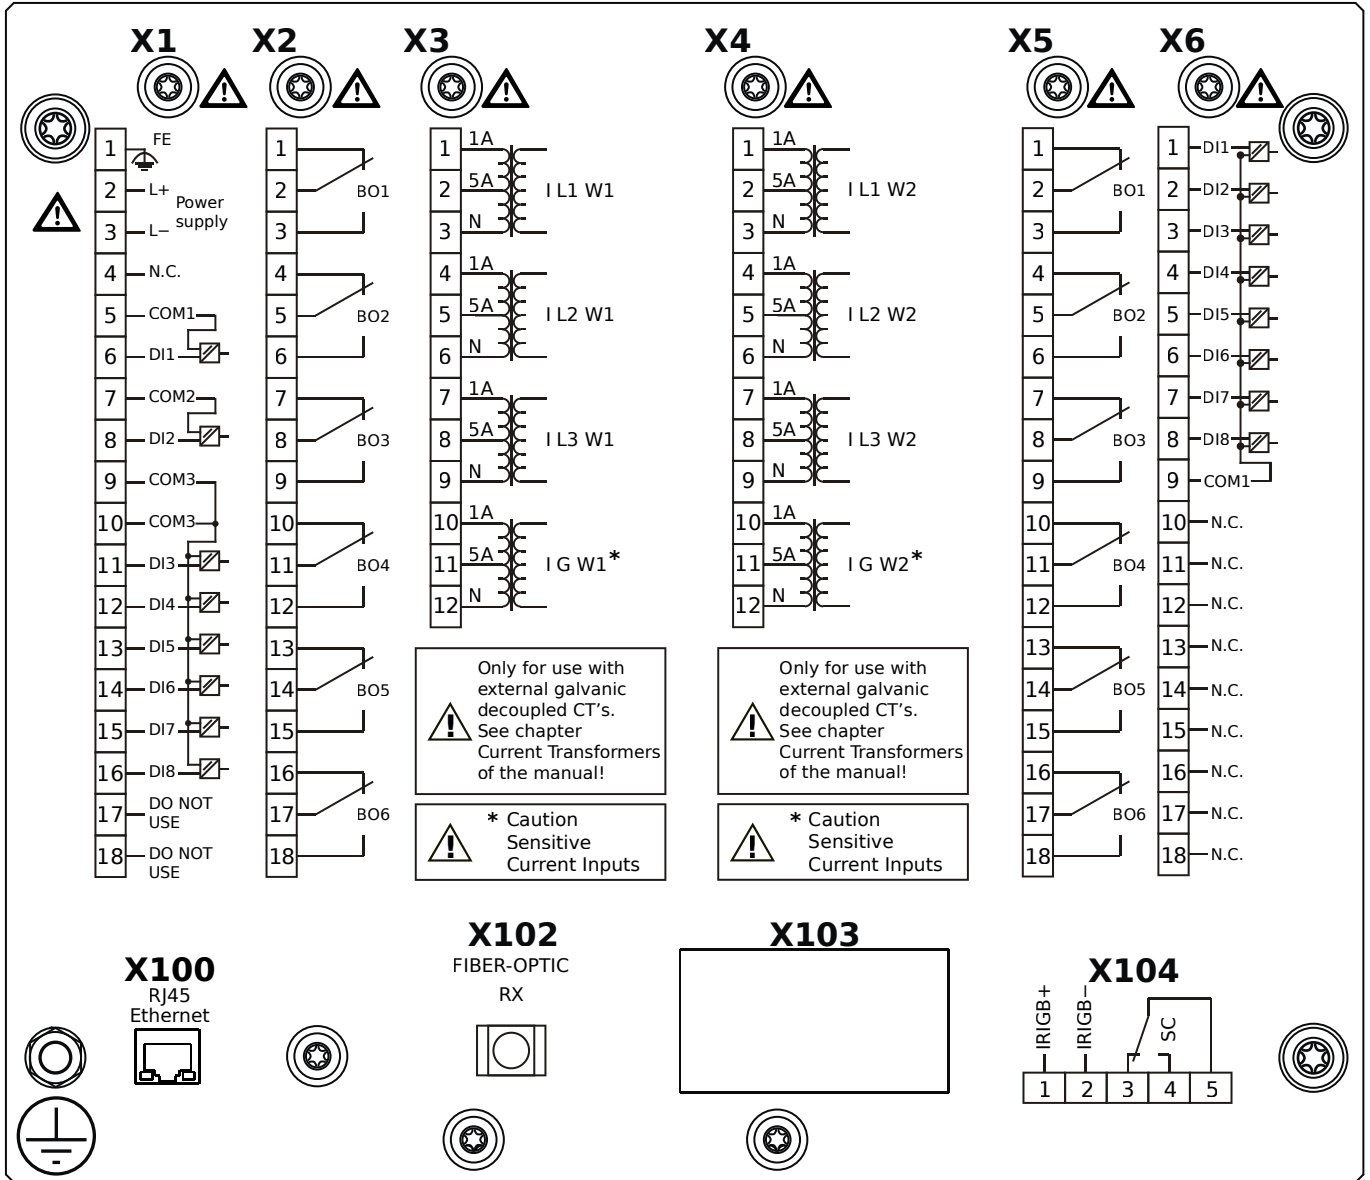 X1
X2
X3
X4
X5
X6
1 FE
2 L+
Power
supply
3 L−
4 N.C.
5 COM1
6 DI1
7 COM2
8 DI2
9 COM3
10 COM3
11 DI3
12 DI4
13 DI5
14 DI6
15 DI7
16 DI8
17 DO NOT
USE
18 DO NOT
USE
1
2 BO1
3
4
5 BO2
6
7
8 BO3
9
10
11 BO4
12
13
14 BO5
15
16
17 BO6
18
1 1A
2 5A I L1 W1
3 N
4 1A
5 5A I L2 W1
6 N
7 1A
8 5A I L3 W1
9 N
10 1A
11 5A I G W1*
12 N
Only for use with
external galvanic
decoupled CT's.
See chapter
Current Transformers
of the manual!
* Caution
Sensitive
Current Inputs
1 1A
2 5A I L1 W2
3 N
4 1A
5 5A I L2 W2
6 N
7 1A
8 5A I L3 W2
9 N
10 1A
11 5A I G W2*
12 N
Only for use with
external galvanic
decoupled CT's.
See chapter
Current Transformers
of the manual!
* Caution
Sensitive
Current Inputs
1
2 BO1
3
4
5 BO2
6
7
8 BO3
9
10
11 BO4
12
13
14 BO5
15
16
17 BO6
18
1 DI1
2 DI2
3 DI3
4 DI4
5 DI5
6 DI6
7 DI7
8 DI8
9 COM1
10 N.C.
11 N.C.
12 N.C.
13 N.C.
14 N.C.
15 N.C.
16 N.C.
17 N.C.
18 N.C.
X100
RJ45
Ethernet
X102
FIBER-OPTIC
RX
X103
X104
IRIGB+
IRIGB−
SC
1 2 3 4 5